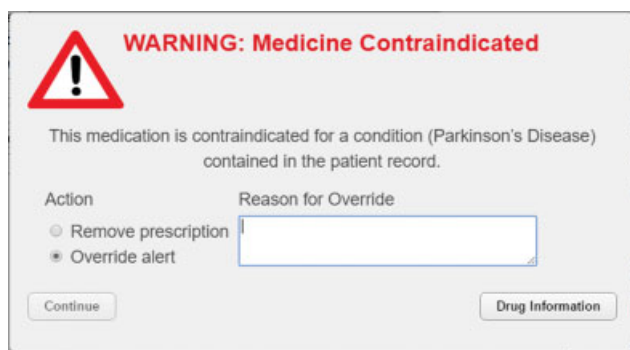 WARNING: Medicine Contraindicated
This medication is contraindicated for a condition (Parkinson's Disease)
contained in the patient record.
Action
Reason for Override
Remove prescription
Override alert
Continue
Drug Information